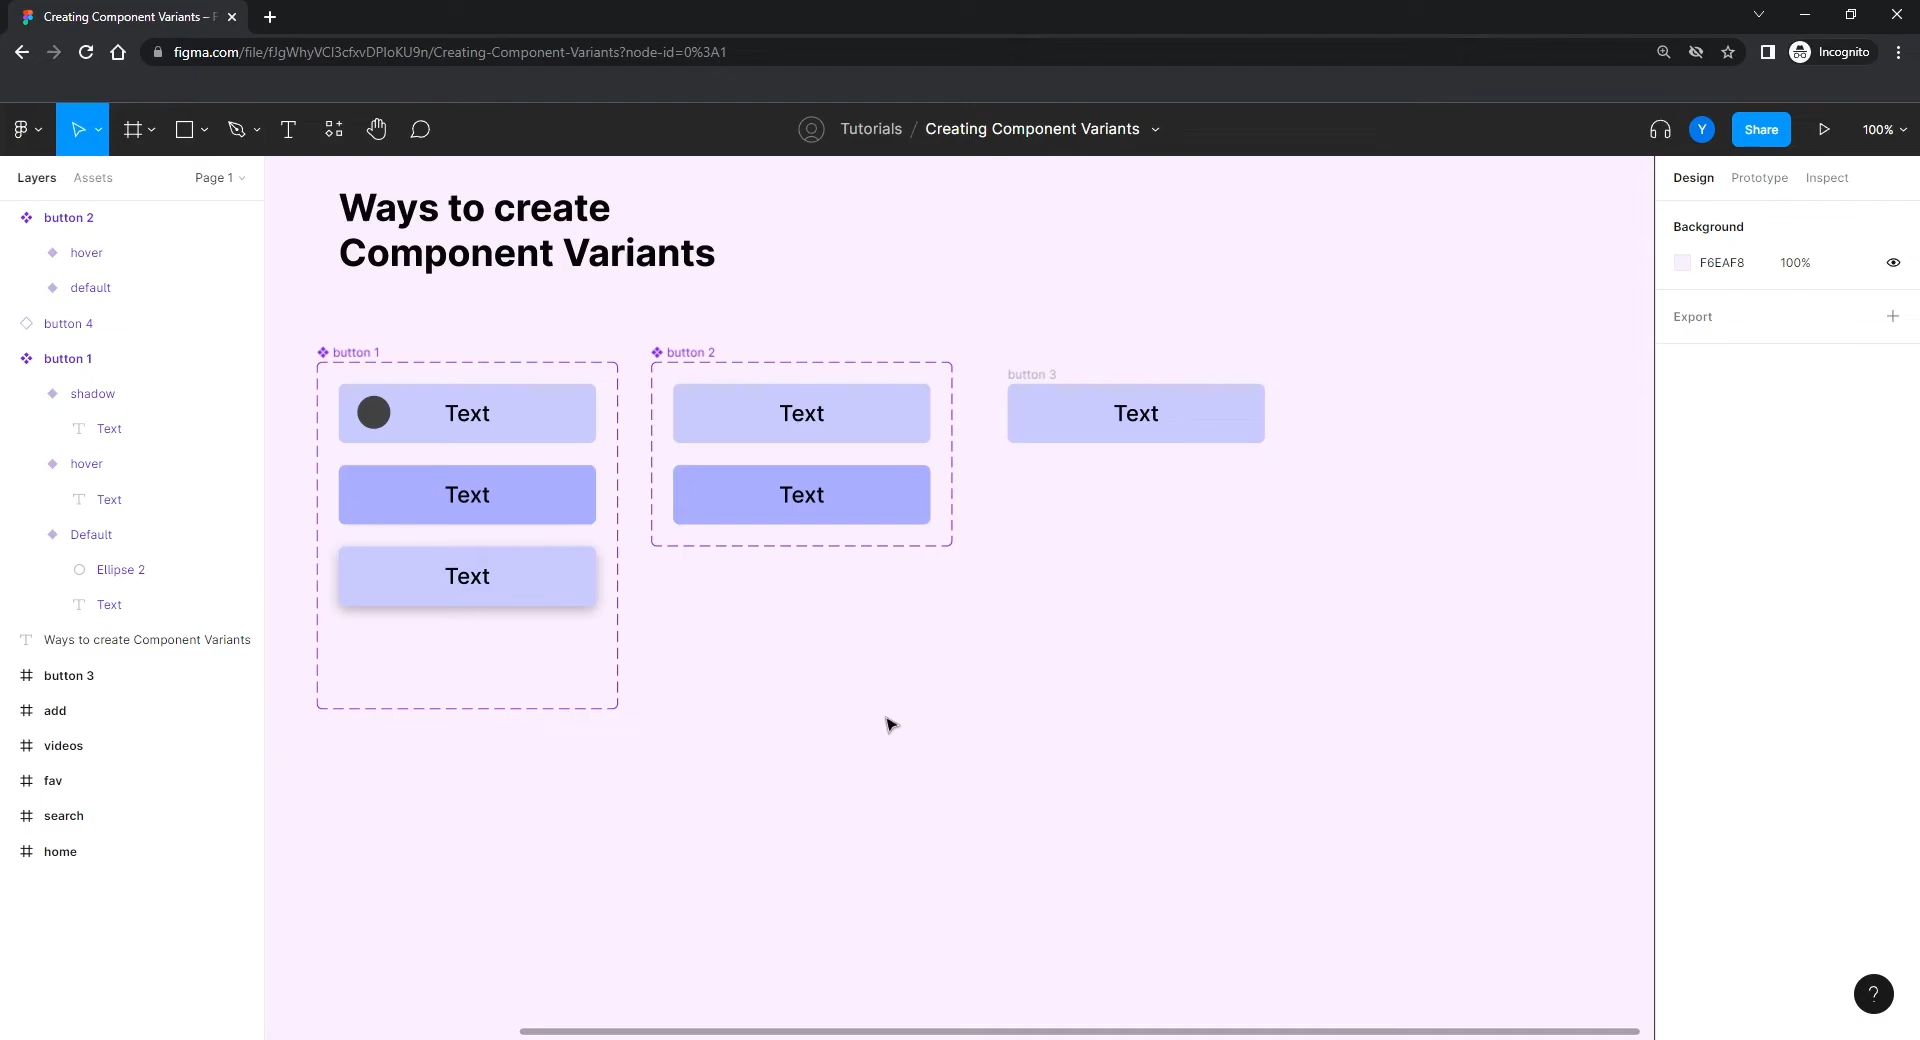 Creating Component Variants – F
figma.com/file/fJgWhyVCl3cfxvDPIoKU9n/Creating-Component-Variants?node-id=0%3A1
Incognito
Tutorials / Creating Component Variants
Y
Share
100%
Layers
Assets
Page 1
button 2
hover
default
button 4
button 1
shadow
Text
hover
Text
Default
Ellipse 2
Text
Ways to create Component Variants
button 3
add
videos
fav
search
home
Ways to create
Component Variants
button 1
Text
Text
Text
button 2
Text
Text
button 3
Text
Design
Prototype
Inspect
Background
F6EAF8
100%
Export
?